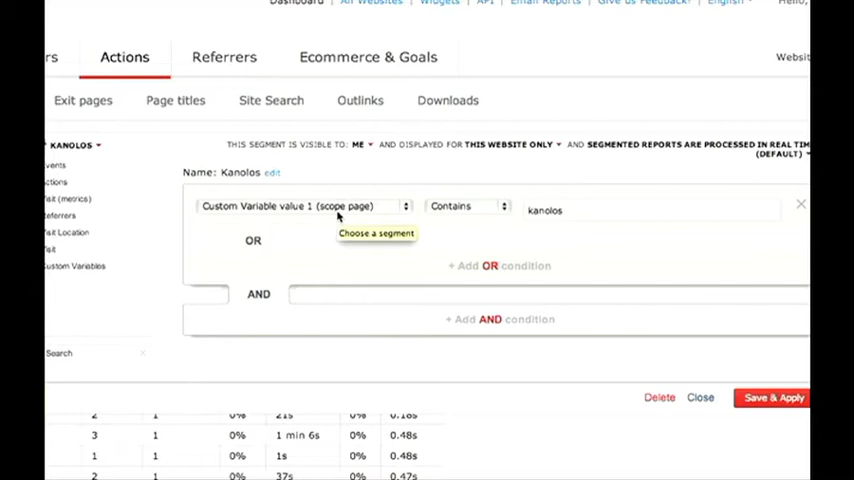 Dashboard | All Websites | Widgets | API | Email Reports | Give us Feedback! | English Hello,
rs Actions Referrers Ecommerce & Goals Websit
Exit pages Page titles Site Search Outlinks Downloads
KANOLOS THIS SEGMENT IS VISIBLE TO: ME AND DISPLAYED FOR THIS WEBSITE ONLY AND SEGMENTED REPORTS ARE PROCESSED IN REAL TIM
(DEFAULT)
vents
Name: Kanolos edit
ctions
isit (metrics)
eferrers
isit Location
isit
ustom Variables
Custom Variable value 1 (scope page) Contains kanolos
Choose a segment
OR
+ Add OR condition
AND
+ Add AND condition
Search
Delete Close Save & Apply
2 1 0% 21s 0% 0.18s
3 1 0% 1 min 6s 0% 0.48s
1 1 0% 1s 0% 0.48s
2 1 0% 37s 0% 0.47s